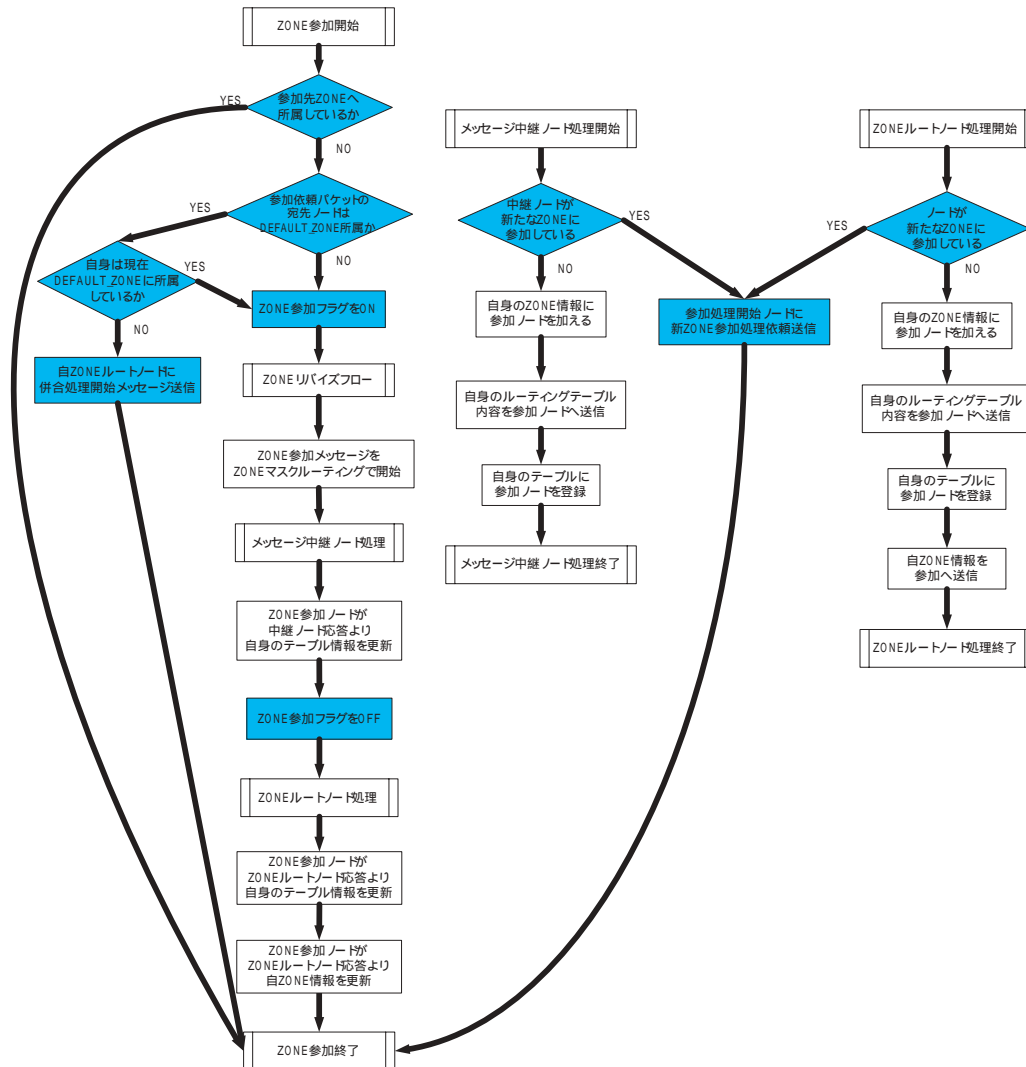 ZONE参加開始
参加先ZONEへ
所属しているか
YES
NO
参加依頼パケットの
宛先ノードは
DEFAULT_ZONE所属か
YES
NO
自身は現在
DEFAULT_ZONEに所属
しているか
YES
NO
ZONE参加フラグをON
自ZONEルートノードに
併合処理開始メッセージ送信
ZONEリバイズフロー
ZONE参加メッセージを
ZONEマスクルーティングで開始
メッセージ中継ノード処理
ZONE参加ノードが
中継ノード応答より
自身のテーブル情報を更新
ZONE参加フラグをOFF
ZONEルートノード処理
ZONE参加ノードが
ZONEルートノード応答より
自身のテーブル情報を更新
ZONE参加ノードが
ZONEルートノード応答より
自ZONE情報を更新
ZONE参加終了
メッセージ中継ノード処理開始
中継ノードが
新たなZONEに
参加している
YES
NO
自身のZONE情報に
参加ノードを加える
自身のルーティングテーブル
内容を参加ノードへ送信
自身のテーブルに
参加ノードを登録
メッセージ中継ノード処理終了
参加処理開始ノードに
新ZONE参加処理依頼送信
ZONEルートノード処理開始
ノードが
新たなZONEに
参加している
YES
NO
自身のZONE情報に
参加ノードを加える
自身のルーティングテーブル
内容を参加ノードへ送信
自身のテーブルに
参加ノードを登録
自ZONE情報を
参加へ送信
ZONEルートノード処理終了